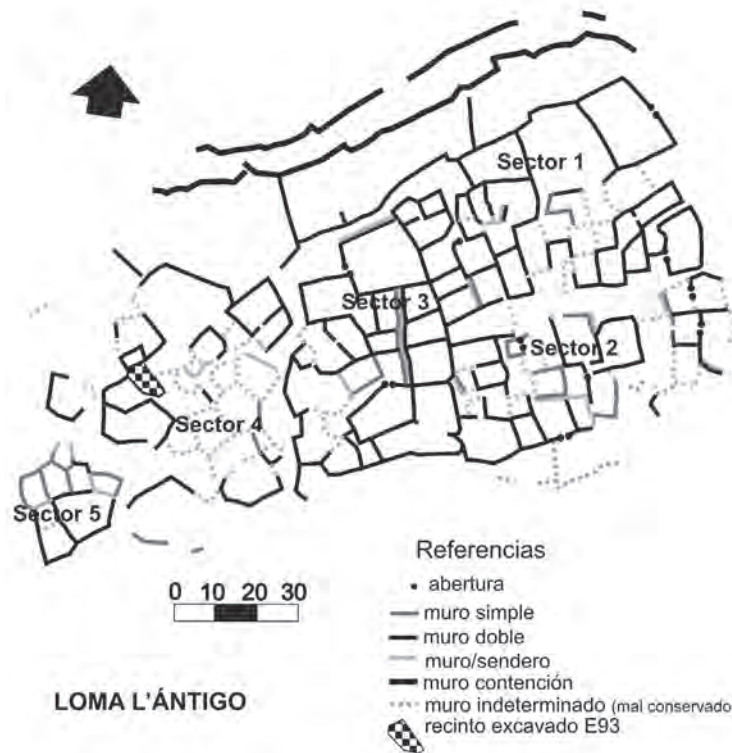 Sector 1
Sector 3
Sector 2
Sector 4
Sector 5
0 10 20 30
LOMA L'ÁNTIGO
Referencias
abertura
muro simple
muro doble
muro/sendero
muro contención
muro indeterminado (mal conservado
recinto excavado E93